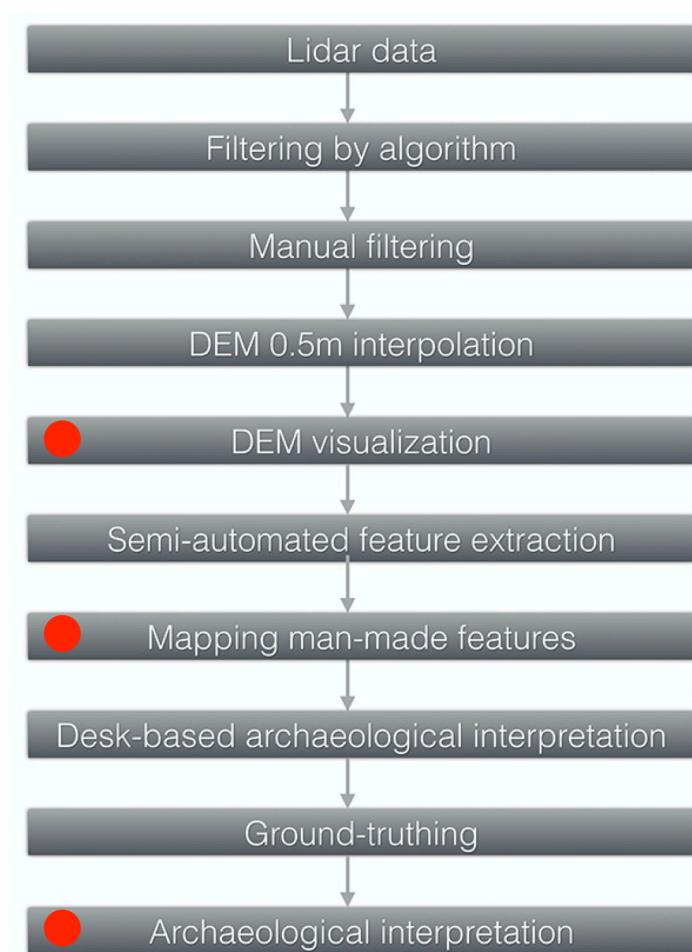 Lidar data
Filtering by algorithm
Manual filtering
DEM 0.5m interpolation
DEM visualization
Semi-automated feature extraction
Mapping man-made features
Desk-based archaeological interpretation
Ground-truthing
Archaeological interpretation